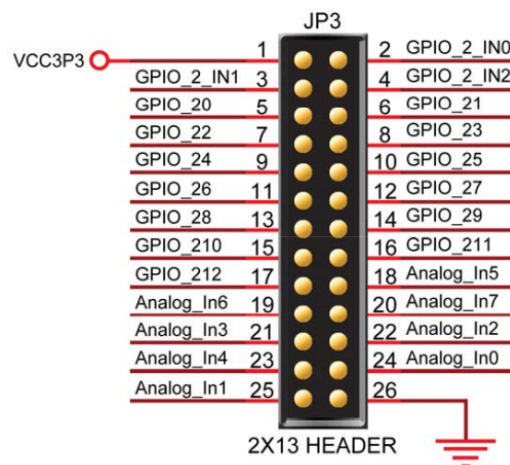 JP3
VCC3P3 1 2 GPIO_2_IN0
GPIO_2_IN1 3 4 GPIO_2_IN2
GPIO_20 5 6 GPIO_21
GPIO_22 7 8 GPIO_23
GPIO_24 9 10 GPIO_25
GPIO_26 11 12 GPIO_27
GPIO_28 13 14 GPIO_29
GPIO_210 15 16 GPIO_211
GPIO_212 17 18 Analog_In5
Analog_In6 19 20 Analog_In7
Analog_In3 21 22 Analog_In2
Analog_In4 23 24 Analog_In0
Analog_In1 25 26
2X13 HEADER